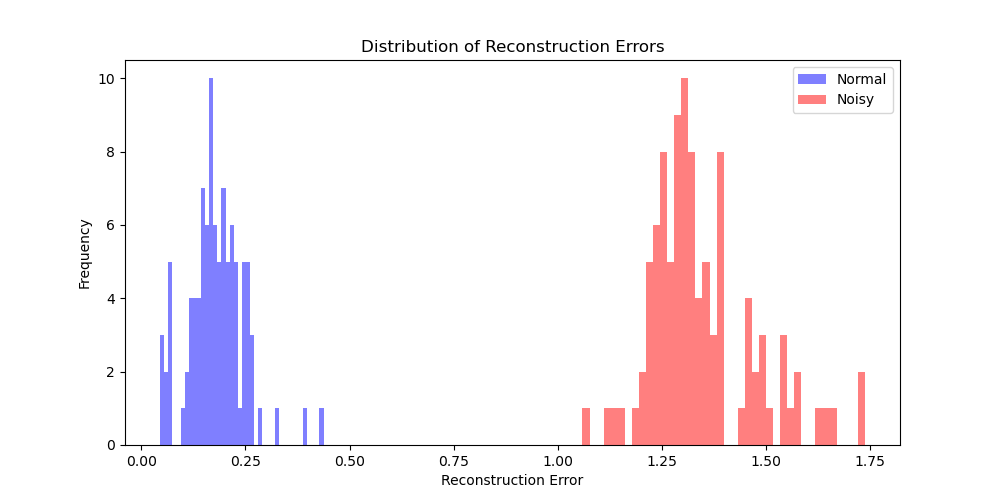 Distribution of Reconstruction Errors
Normal
Noisy
Frequency
10
8
6
4
2
0
0.00 0.25 0.50 0.75 1.00 1.25 1.50 1.75
Reconstruction Error